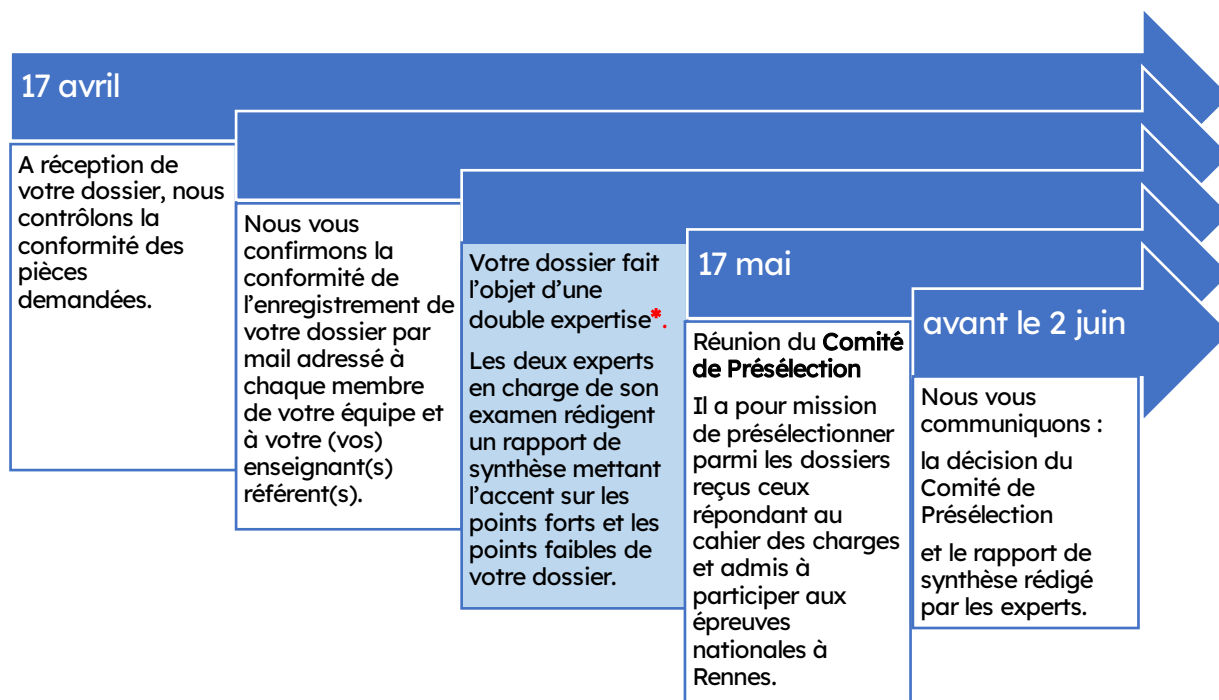 17 avril
A réception de
votre dossier, nous
contrôlons la
conformité des
pièces
demandées.
Nous vous
confirmons la
conformité de
l'enregistrement de
votre dossier par
mail adressé à
chaque membre
de votre équipe et
à votre (vos)
enseignant(s)
référent(s).
Votre dossier fait
l'objet d'une
double expertise*.
Les deux experts
en charge de son
examen rédigent
un rapport de
synthèse mettant
l'accent sur les
points forts et les
points faibles de
votre dossier.
17 mai
Réunion du Comité
de Présélection
Il a pour mission
de présélectionner
parmi les dossiers
reçus ceux
répondant au
cahier des charges
et admis à
participer aux
épreuves
nationales à
Rennes.
avant le 2 juin
Nous vous
communiquons :
la décision du
Comité de
Présélection
et le rapport de
synthèse rédigé
par les experts.